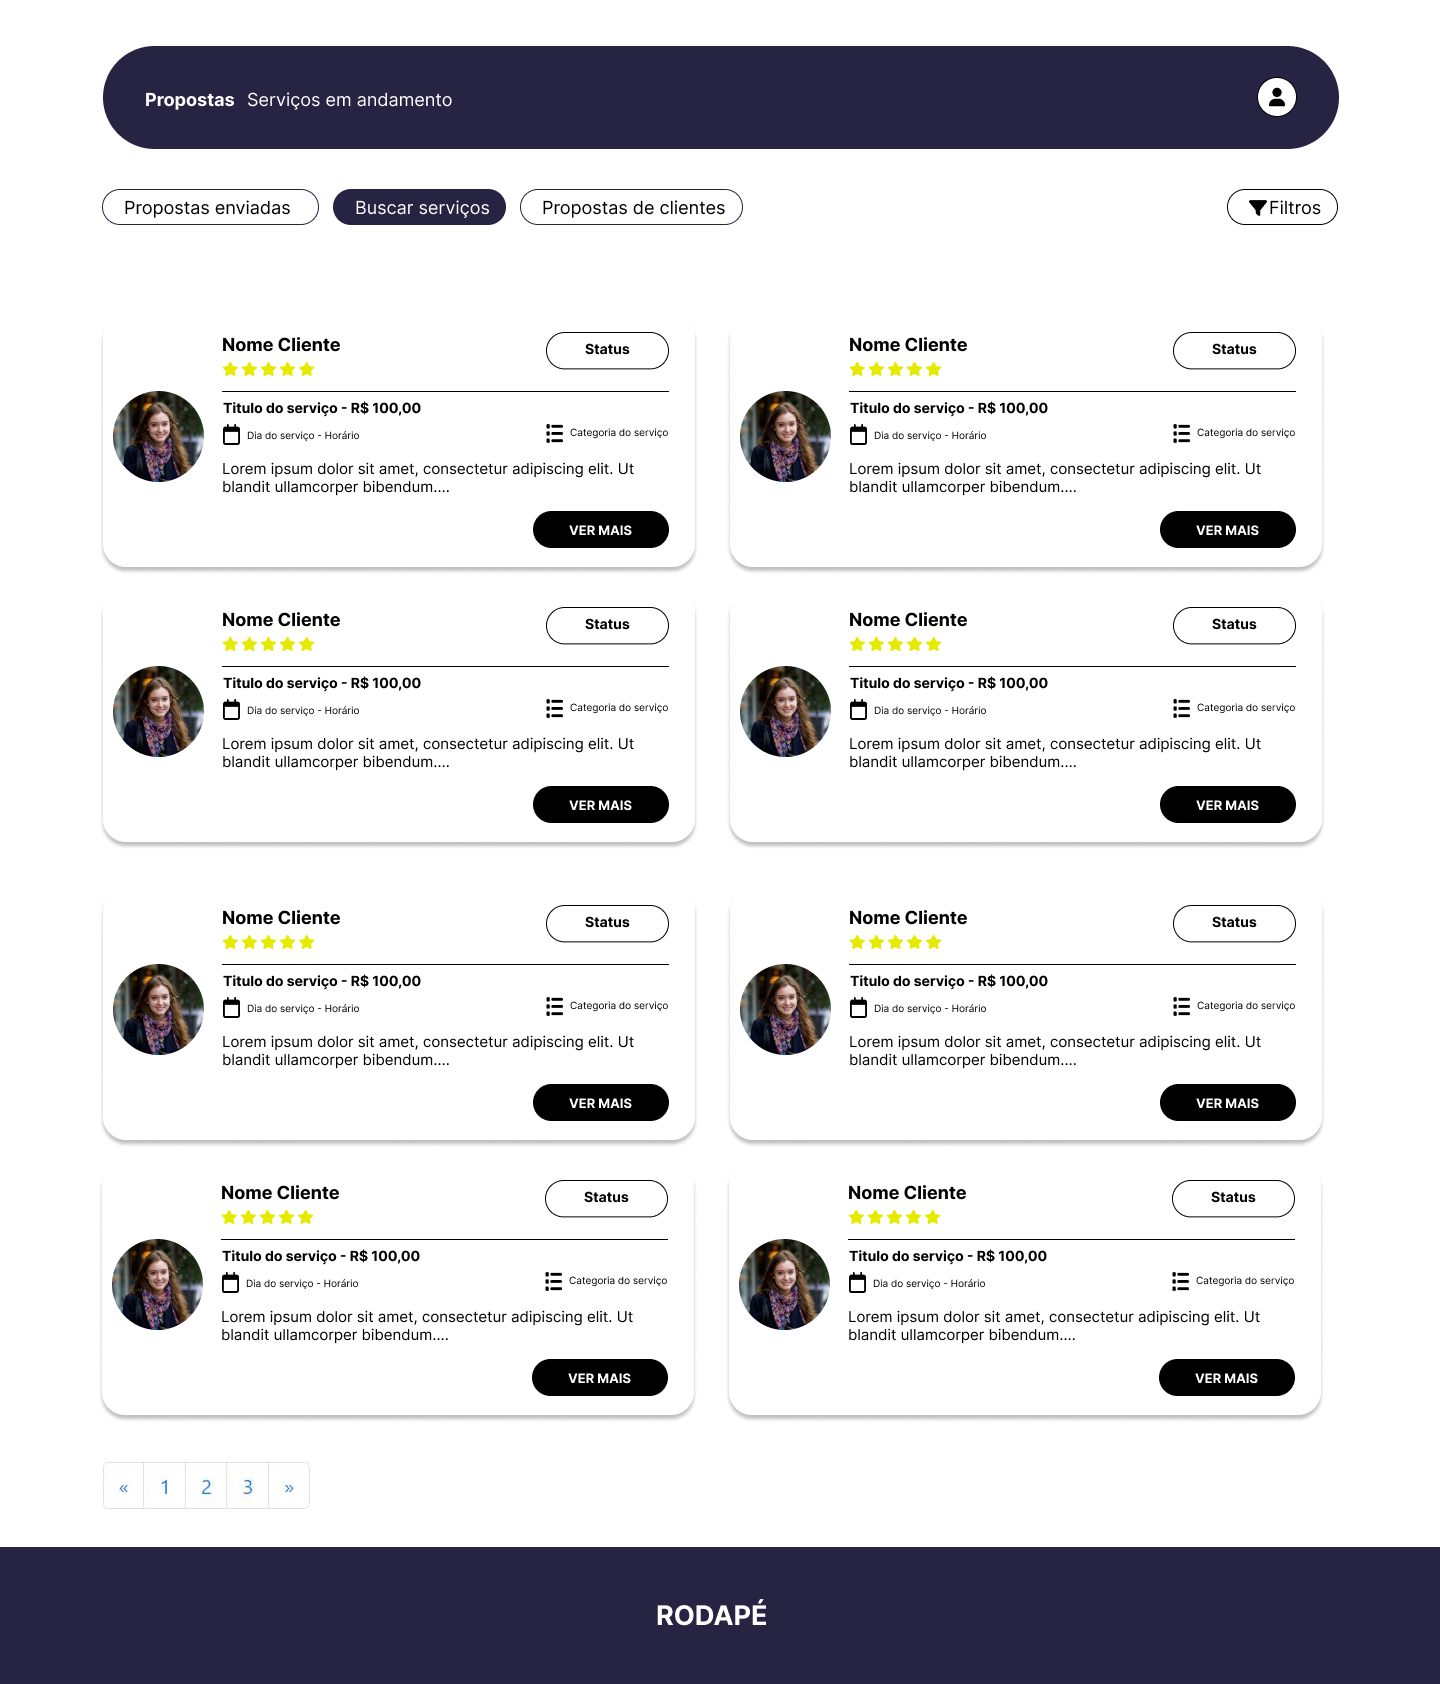 Propostas Serviços em andamento
Propostas enviadas
Buscar serviços
Propostas de clientes
Filtros
Nome Cliente
Status
Titulo do serviço - R$ 100,00
Dia do serviço - Horário
Categoria do serviço
Lorem ipsum dolor sit amet, consectetur adipiscing elit. Ut
blandit ullamcorper bibendum....
VER MAIS
Nome Cliente
Status
Titulo do serviço - R$ 100,00
Dia do serviço - Horário
Categoria do serviço
Lorem ipsum dolor sit amet, consectetur adipiscing elit. Ut
blandit ullamcorper bibendum....
VER MAIS
Nome Cliente
Status
Titulo do serviço - R$ 100,00
Dia do serviço - Horário
Categoria do serviço
Lorem ipsum dolor sit amet, consectetur adipiscing elit. Ut
blandit ullamcorper bibendum....
VER MAIS
Nome Cliente
Status
Titulo do serviço - R$ 100,00
Dia do serviço - Horário
Categoria do serviço
Lorem ipsum dolor sit amet, consectetur adipiscing elit. Ut
blandit ullamcorper bibendum....
VER MAIS
Nome Cliente
Status
Titulo do serviço - R$ 100,00
Dia do serviço - Horário
Categoria do serviço
Lorem ipsum dolor sit amet, consectetur adipiscing elit. Ut
blandit ullamcorper bibendum....
VER MAIS
Nome Cliente
Status
Titulo do serviço - R$ 100,00
Dia do serviço - Horário
Categoria do serviço
Lorem ipsum dolor sit amet, consectetur adipiscing elit. Ut
blandit ullamcorper bibendum....
VER MAIS
Nome Cliente
Status
Titulo do serviço - R$ 100,00
Dia do serviço - Horário
Categoria do serviço
Lorem ipsum dolor sit amet, consectetur adipiscing elit. Ut
blandit ullamcorper bibendum....
VER MAIS
Nome Cliente
Status
Titulo do serviço - R$ 100,00
Dia do serviço - Horário
Categoria do serviço
Lorem ipsum dolor sit amet, consectetur adipiscing elit. Ut
blandit ullamcorper bibendum....
VER MAIS
« 1 2 3 »
RODAPÉ